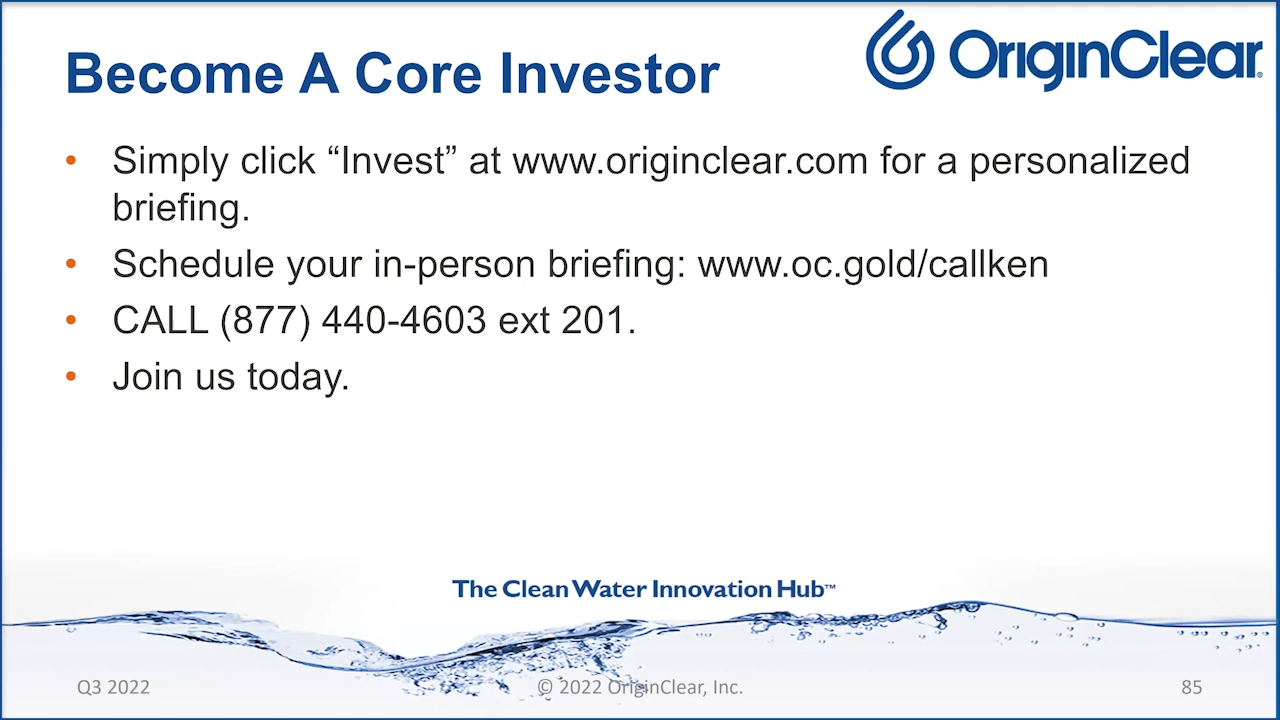 Become A Core Investor
OriginClear®
• Simply click “Invest” at www.originclear.com for a personalized
briefing.
• Schedule your in-person briefing: www.oc.gold/callken
• CALL (877) 440-4603 ext 201.
• Join us today.
The Clean Water Innovation Hub™
Q3 2022
© 2022 OriginClear, Inc.
85